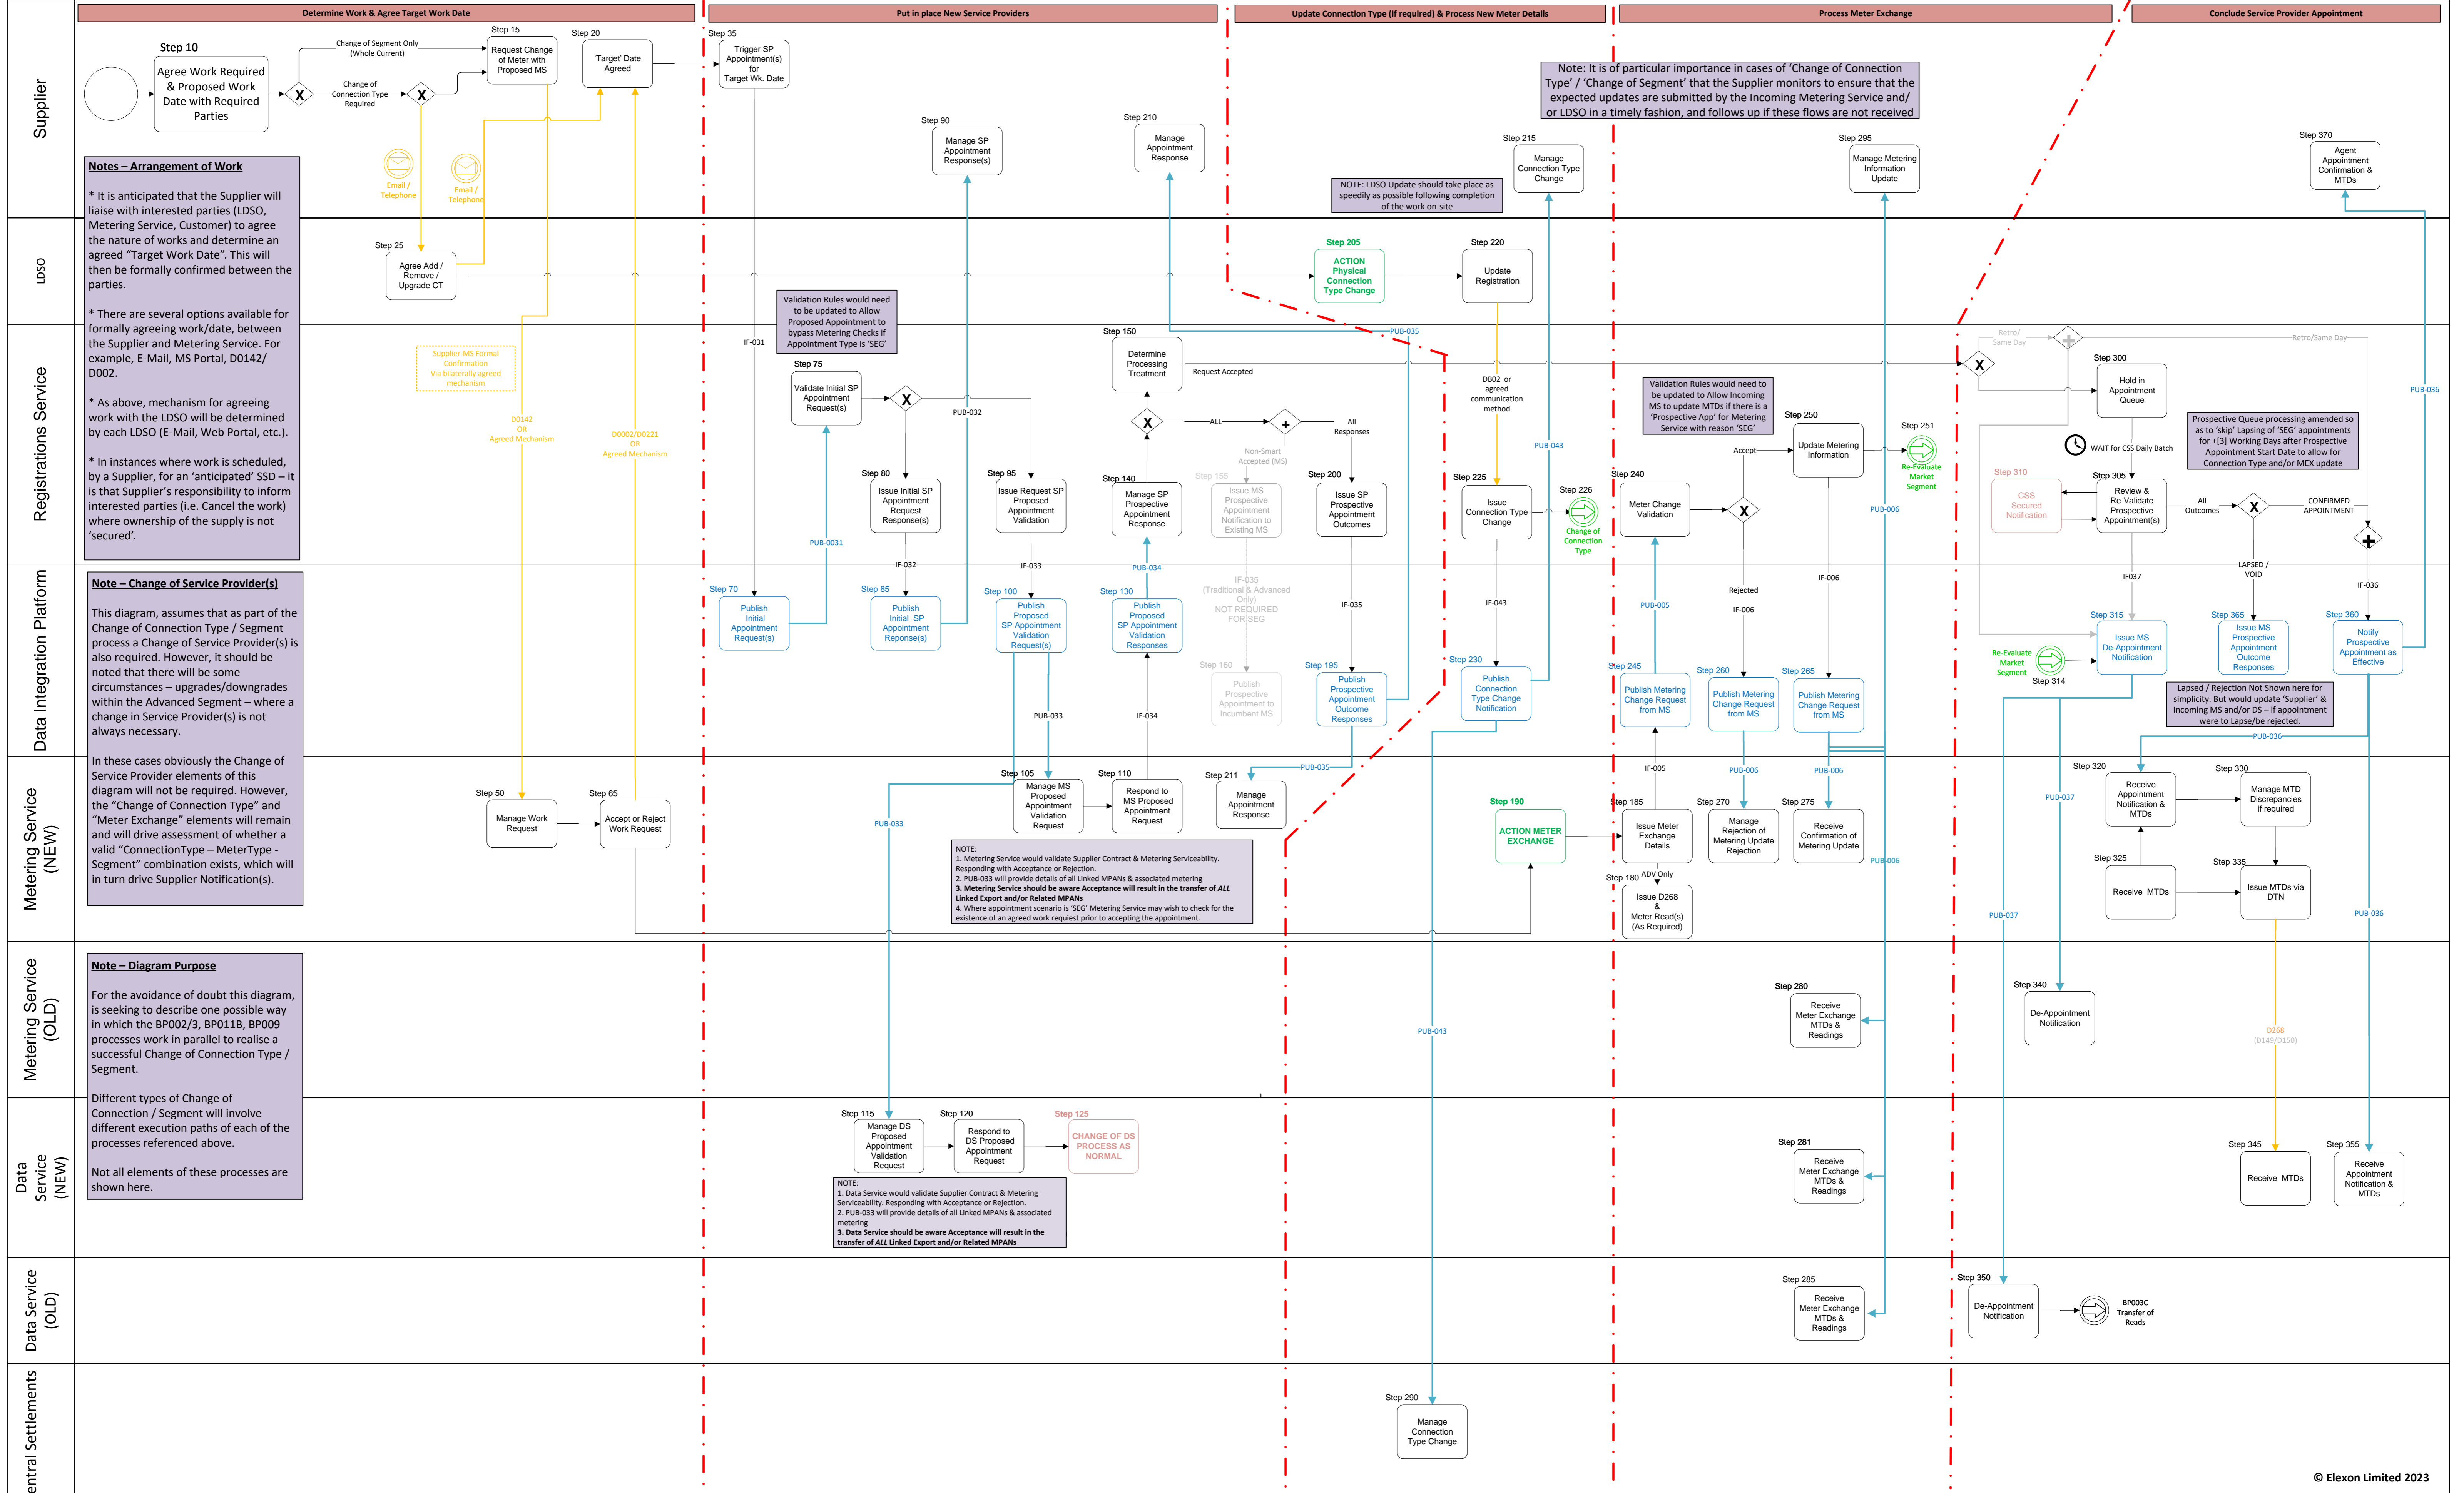 Determine Work & Agree Target Work Date
Put in place New Service Providers
Update Connection Type (if required) & Process New Meter Details
Process Meter Exchange
Conclude Service Provider Appointment
Supplier
Step 10
Agree Work Required
& Proposed Work
Date with Required
Parties
Change of Segment Only
(Whole Current)
X
Change of
Connection Type
Required
X
Step 15
Request Change
of Meter with
Proposed MS
Step 20
'Target' Date
Agreed
Step 35
Trigger SP
Appointment(s)
for
Target Wk. Date
Email /
Telephone
Email /
Telephone
Step 90
Manage SP
Appointment
Response(s)
Step 210
Manage
Appointment
Response
Note: It is of particular importance in cases of 'Change of Connection
Type' / 'Change of Segment' that the Supplier monitors to ensure that the
expected updates are submitted by the Incoming Metering Service and/
or LDSO in a timely fashion, and follows up if these flows are not received
NOTE: LDSO Update should take place as
speedily as possible following completion
of the work on-site
Step 215
Manage
Connection Type
Change
Step 295
Manage Metering
Information
Update
Step 370
Agent
Appointment
Confirmation &
MTDs
Notes – Arrangement of Work
* It is anticipated that the Supplier will
liaise with interested parties (LDSO,
Metering Service, Customer) to agree
the nature of works and determine an
agreed "Target Work Date". This will
then be formally confirmed between the
parties.
* There are several options available for
formally agreeing work/date, between
the Supplier and Metering Service. For
example, E-Mail, MS Portal, D0142/
D002.
* As above, mechanism for agreeing
work with the LDSO will be determined
by each LDSO (E-Mail, Web Portal, etc.).
* In instances where work is scheduled,
by a Supplier, for an 'anticipated' SSD – it
is that Supplier's responsibility to inform
interested parties (i.e. Cancel the work)
where ownership of the supply is not
'secured'.
LDSO
Step 25
Agree Add /
Remove /
Upgrade CT
Step 205
ACTION
Physical
Connection
Type Change
Step 220
Update
Registration
Registrations Service
Supplier-MS Formal
Confirmation
Via bilaterally agreed
mechanism
D0142
OR
Agreed Mechanism
D0002/D0221
OR
Agreed Mechanism
IF-031
Validation Rules would need
to be updated to Allow
Proposed Appointment to
bypass Metering Checks if
Appointment Type is 'SEG'
Step 75
Validate Initial SP
Appointment
Request(s)
X
PUB-032
PUB-0031
Step 80
Issue Initial SP
Appointment
Request
Response(s)
Step 95
Issue Request SP
Proposed
Appointment
Validation
Step 150
Determine
Processing
Treatment
Request Accepted
X
ALL
+
All
Responses
Step 140
Manage SP
Prospective
Appointment
Response
Non-Smart
Accepted (MS)
Step 155
Issue MS
Prospective
Appointment
Notification to
Existing MS
Step 200
Issue SP
Prospective
Appointment
Outcomes
PUB-035
DB02 or
agreed
communication
method
Step 225
Issue
Connection Type
Change
Step 226
Change of
Connection
Type
PUB-043
Validation Rules would need to
be updated to Allow Incoming
MS to update MTDs if there is a
'Prospective App' for Metering
Service with reason 'SEG'
Step 240
Meter Change
Validation
X
Accept
Step 250
Update Metering
Information
Step 251
Re-Evaluate
Market
Segment
PUB-006
X
Retro/
Same Day
+
Retro/Same Day
Step 300
Hold in
Appointment
Queue
WAIT for CSS Daily Batch
Prospective Queue processing amended so
as to 'skip' Lapsing of 'SEG' appointments
for +[3] Working Days after Prospective
Appointment Start Date to allow for
Connection Type and/or MEX update
PUB-036
Step 310
CSS
Secured
Notification
Step 305
Review &
Re-Validate
Prospective
Appointment(s)
All
Outcomes
X
CONFIRMED
APPOINTMENT
+
Data Integration Platform
Note – Change of Service Provider(s)
This diagram, assumes that as part of the
Change of Connection Type / Segment
process a Change of Service Provider(s) is
also required. However, it should be
noted that there will be some
circumstances – upgrades/downgrades
within the Advanced Segment – where a
change in Service Provider(s) is not
always necessary.
In these cases obviously the Change of
Service Provider elements of this
diagram will not be required. However,
the "Change of Connection Type" and
"Meter Exchange" elements will remain
and will drive assessment of whether a
valid "ConnectionType – MeterType -
Segment" combination exists, which will
in turn drive Supplier Notification(s).
IF-032
IF-033
PUB-034
Step 70
Publish
Initial
Appointment
Request(s)
Step 85
Publish
Initial SP
Appointment
Reponse(s)
Step 100
Publish
Proposed
SP Appointment
Validation
Request(s)
Step 130
Publish
Proposed
SP Appointment
Validation
Responses
PUB-033
IF-034
IF-035
(Traditional & Advanced
Only)
NOT REQUIRED
FOR SEG
Step 160
Publish
Prospective
Appointment to
Incumbent MS
IF-035
Step 195
Publish
Prospective
Appointment
Outcome
Responses
IF-043
Step 230
Publish
Connection
Type Change
Notification
PUB-005
Rejected
IF-006
IF-006
Step 245
Publish Metering
Change Request
from MS
Step 260
Publish Metering
Change Request
from MS
Step 265
Publish Metering
Change Request
from MS
Re-Evaluate
Market
Segment
Step 314
IF037
Step 315
Issue MS
De-Appointment
Notification
LAPSED /
VOID
Step 365
Issue MS
Prospective
Appointment
Outcome
Responses
IF-036
Step 360
Notify
Prospective
Appointment as
Effective
Lapsed / Rejection Not Shown here for
simplicity. But would update 'Supplier' &
Incoming MS and/or DS – if appointment
were to Lapse/be rejected.
PUB-036
Metering Service
(NEW)
Step 50
Manage Work
Request
Step 65
Accept or Reject
Work Request
PUB-033
Step 105
Manage MS
Proposed
Appointment
Validation
Request
Step 110
Respond to
MS Proposed
Appointment
Request
Step 211
Manage
Appointment
Response
PUB-035
NOTE:
1. Metering Service would validate Supplier Contract & Metering Serviceability.
Responding with Acceptance or Rejection.
2. PUB-033 will provide details of all Linked MPANs & associated metering
3. Metering Service should be aware Acceptance will result in the transfer of ALL
Linked Export and/or Related MPANs
4. Where appointment scenario is 'SEG' Metering Service may wish to check for the
existence of an agreed work requiest prior to accepting the appointment.
Step 190
ACTION METER
EXCHANGE
IF-005
Step 185
Issue Meter
Exchange
Details
ADV Only
Step 180
Issue D268
&
Meter Read(s)
(As Required)
PUB-006
Step 270
Manage
Rejection of
Metering Update
Rejection
PUB-006
Step 275
Receive
Confirmation of
Metering Update
PUB-006
PUB-037
PUB-037
Step 320
Receive
Appointment
Notification &
MTDs
Step 330
Manage MTD
Discrepancies
if required
Step 325
Receive MTDs
Step 335
Issue MTDs via
DTN
PUB-036
Metering Service
(OLD)
Note – Diagram Purpose
For the avoidance of doubt this diagram,
is seeking to describe one possible way
in which the BP002/3, BP011B, BP009
processes work in parallel to realise a
successful Change of Connection Type /
Segment.
Different types of Change of
Connection / Segment will involve
different execution paths of each of the
processes referenced above.
Not all elements of these processes are
shown here.
PUB-043
Step 280
Receive
Meter Exchange
MTDs &
Readings
Step 340
De-Appointment
Notification
D268
(D149/D150)
Data
Service
(NEW)
Step 115
Manage DS
Proposed
Appointment
Validation
Request
Step 120
Respond to
DS Proposed
Appointment
Request
Step 125
CHANGE OF DS
PROCESS AS
NORMAL
NOTE:
1. Data Service would validate Supplier Contract & Metering
Serviceability. Responding with Acceptance or Rejection.
2. PUB-033 will provide details of all Linked MPANs & associated
metering
3. Data Service should be aware Acceptance will result in the
transfer of ALL Linked Export and/or Related MPANs
Step 281
Receive
Meter Exchange
MTDs &
Readings
Step 345
Receive MTDs
Step 355
Receive
Appointment
Notification &
MTDs
Data Service
(OLD)
Step 285
Receive
Meter Exchange
MTDs &
Readings
Step 350
De-Appointment
Notification
BP003C
Transfer of
Reads
entral Settlements
Step 290
Manage
Connection
Type Change
© Elexon Limited 2023